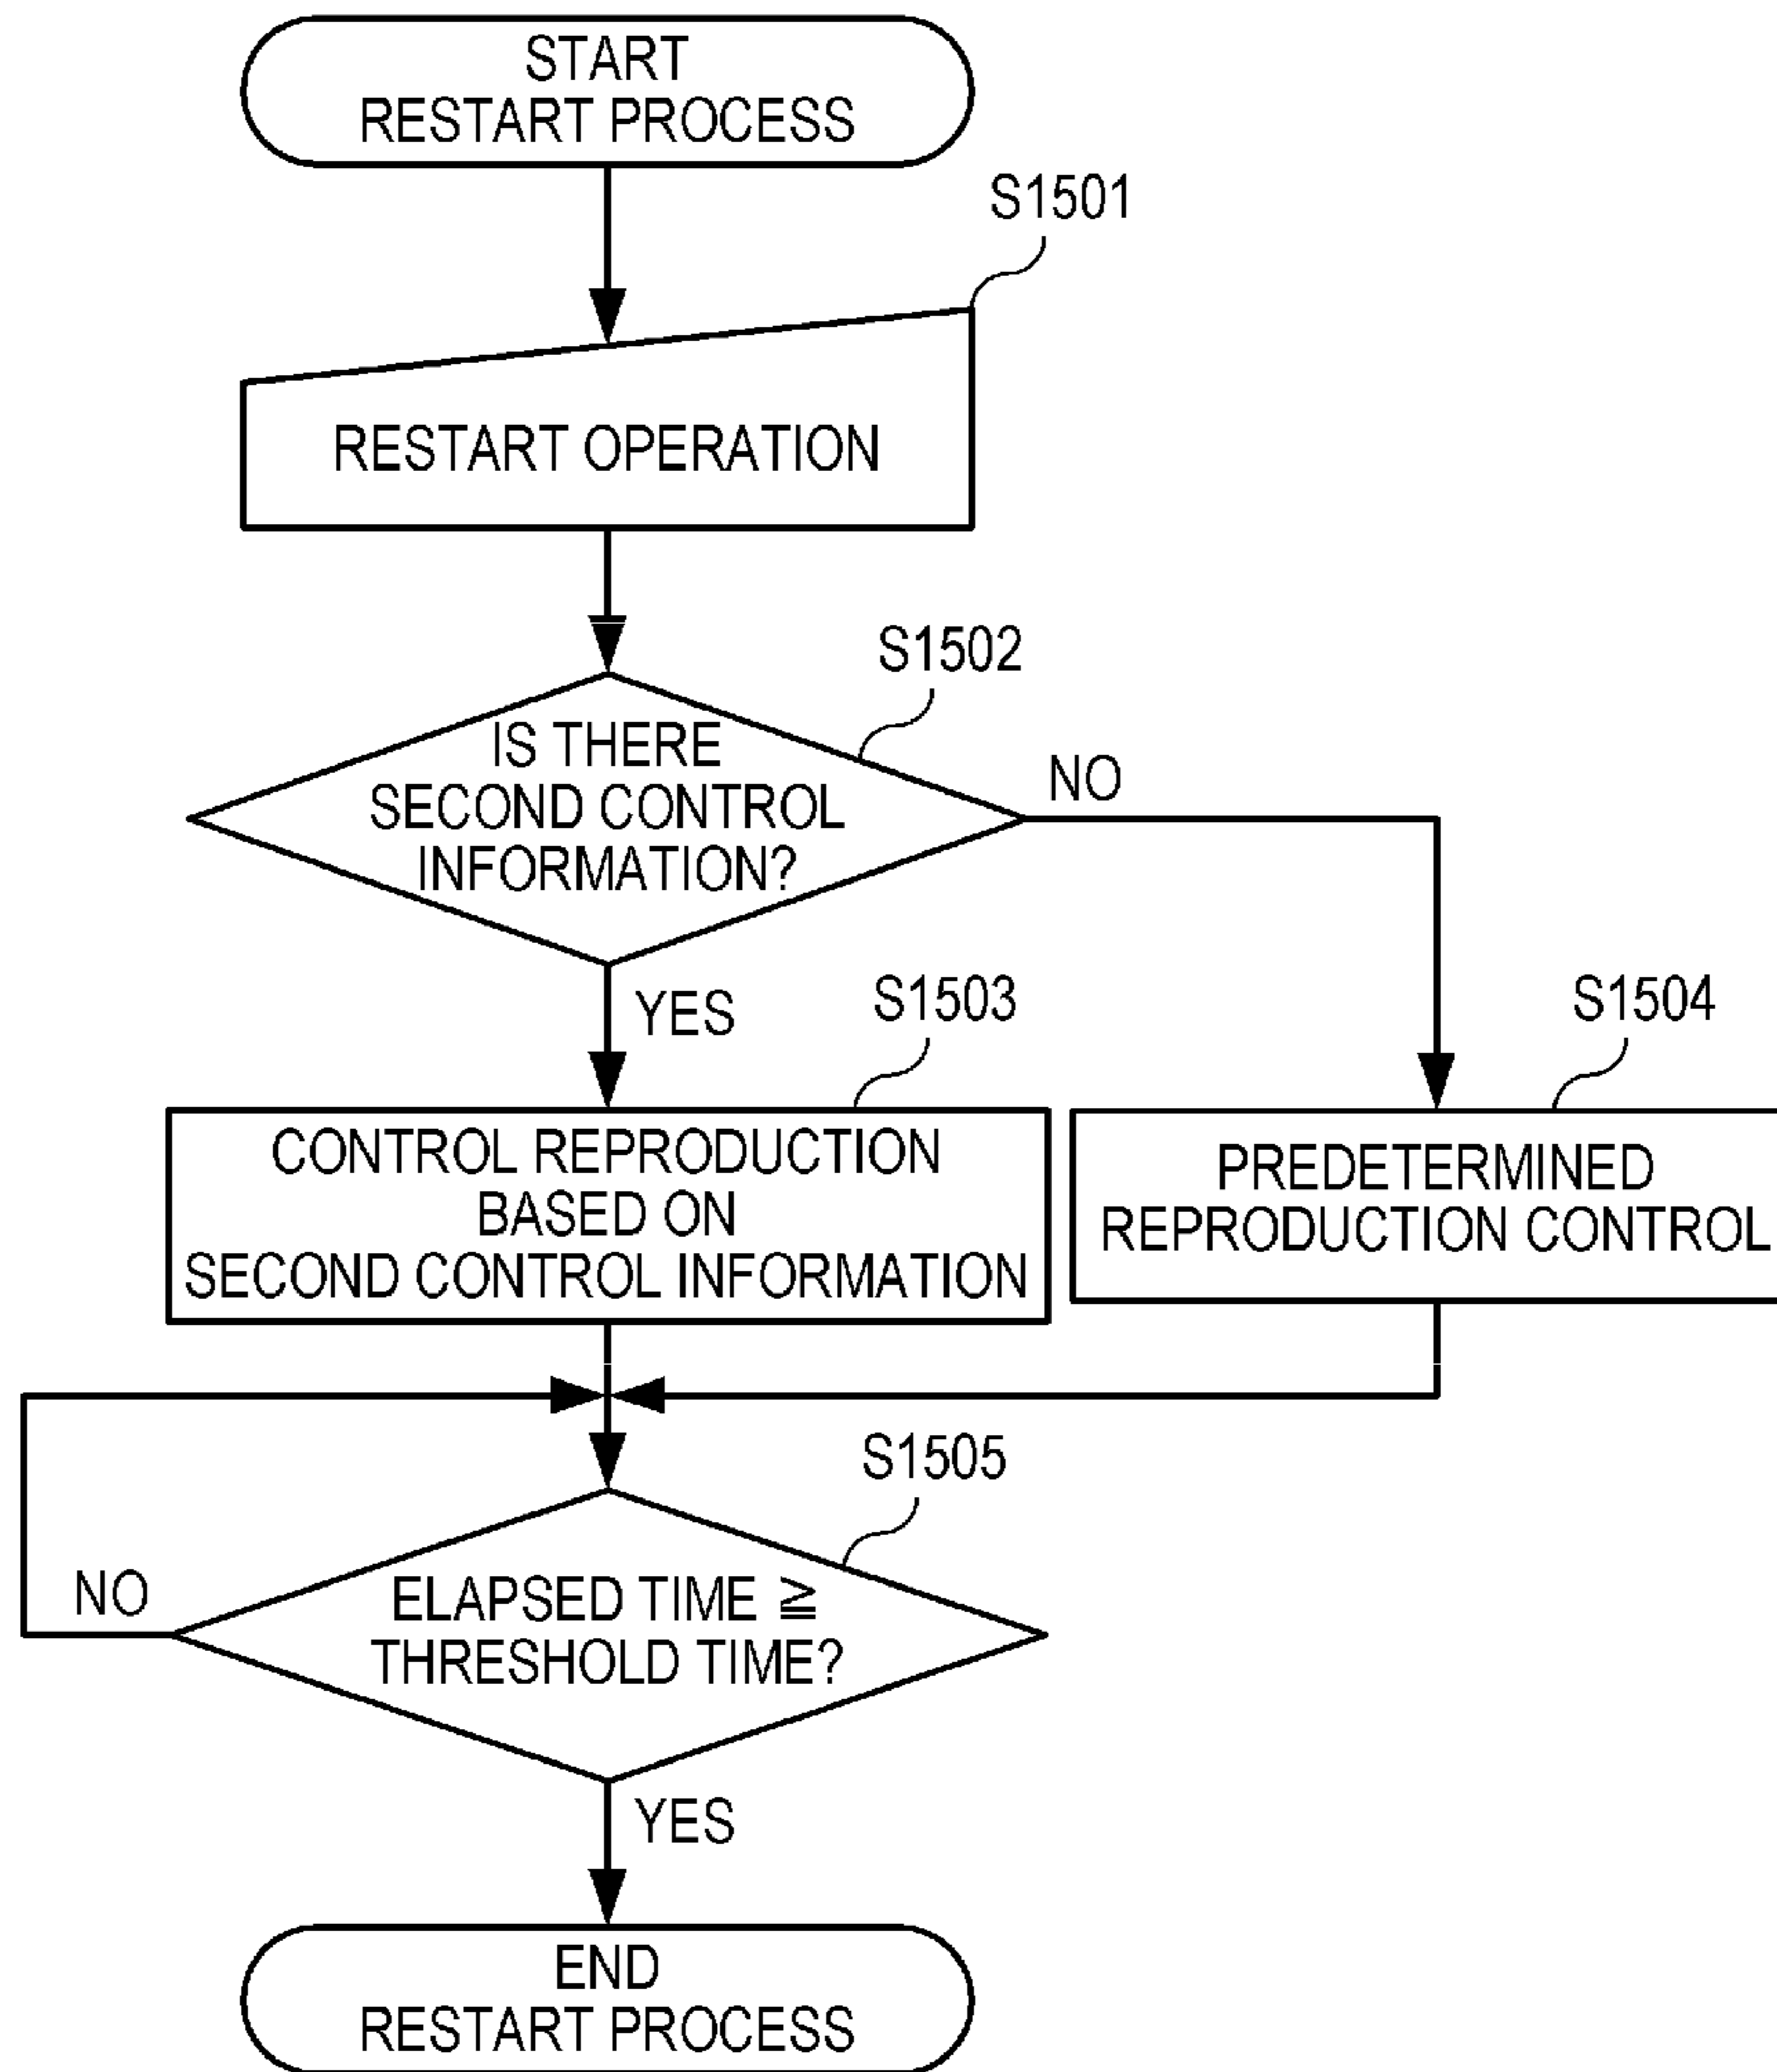 START
RESTART PROCESS
S1501
RESTART OPERATION
S1502
IS THERE
SECOND CONTROL
INFORMATION?
NO
YES
S1503
S1504
CONTROL REPRODUCTION
BASED ON
SECOND CONTROL INFORMATION
PREDETERMINED
REPRODUCTION CONTROL
S1505
ELAPSED TIME ≧
THRESHOLD TIME?
NO
YES
END
RESTART PROCESS